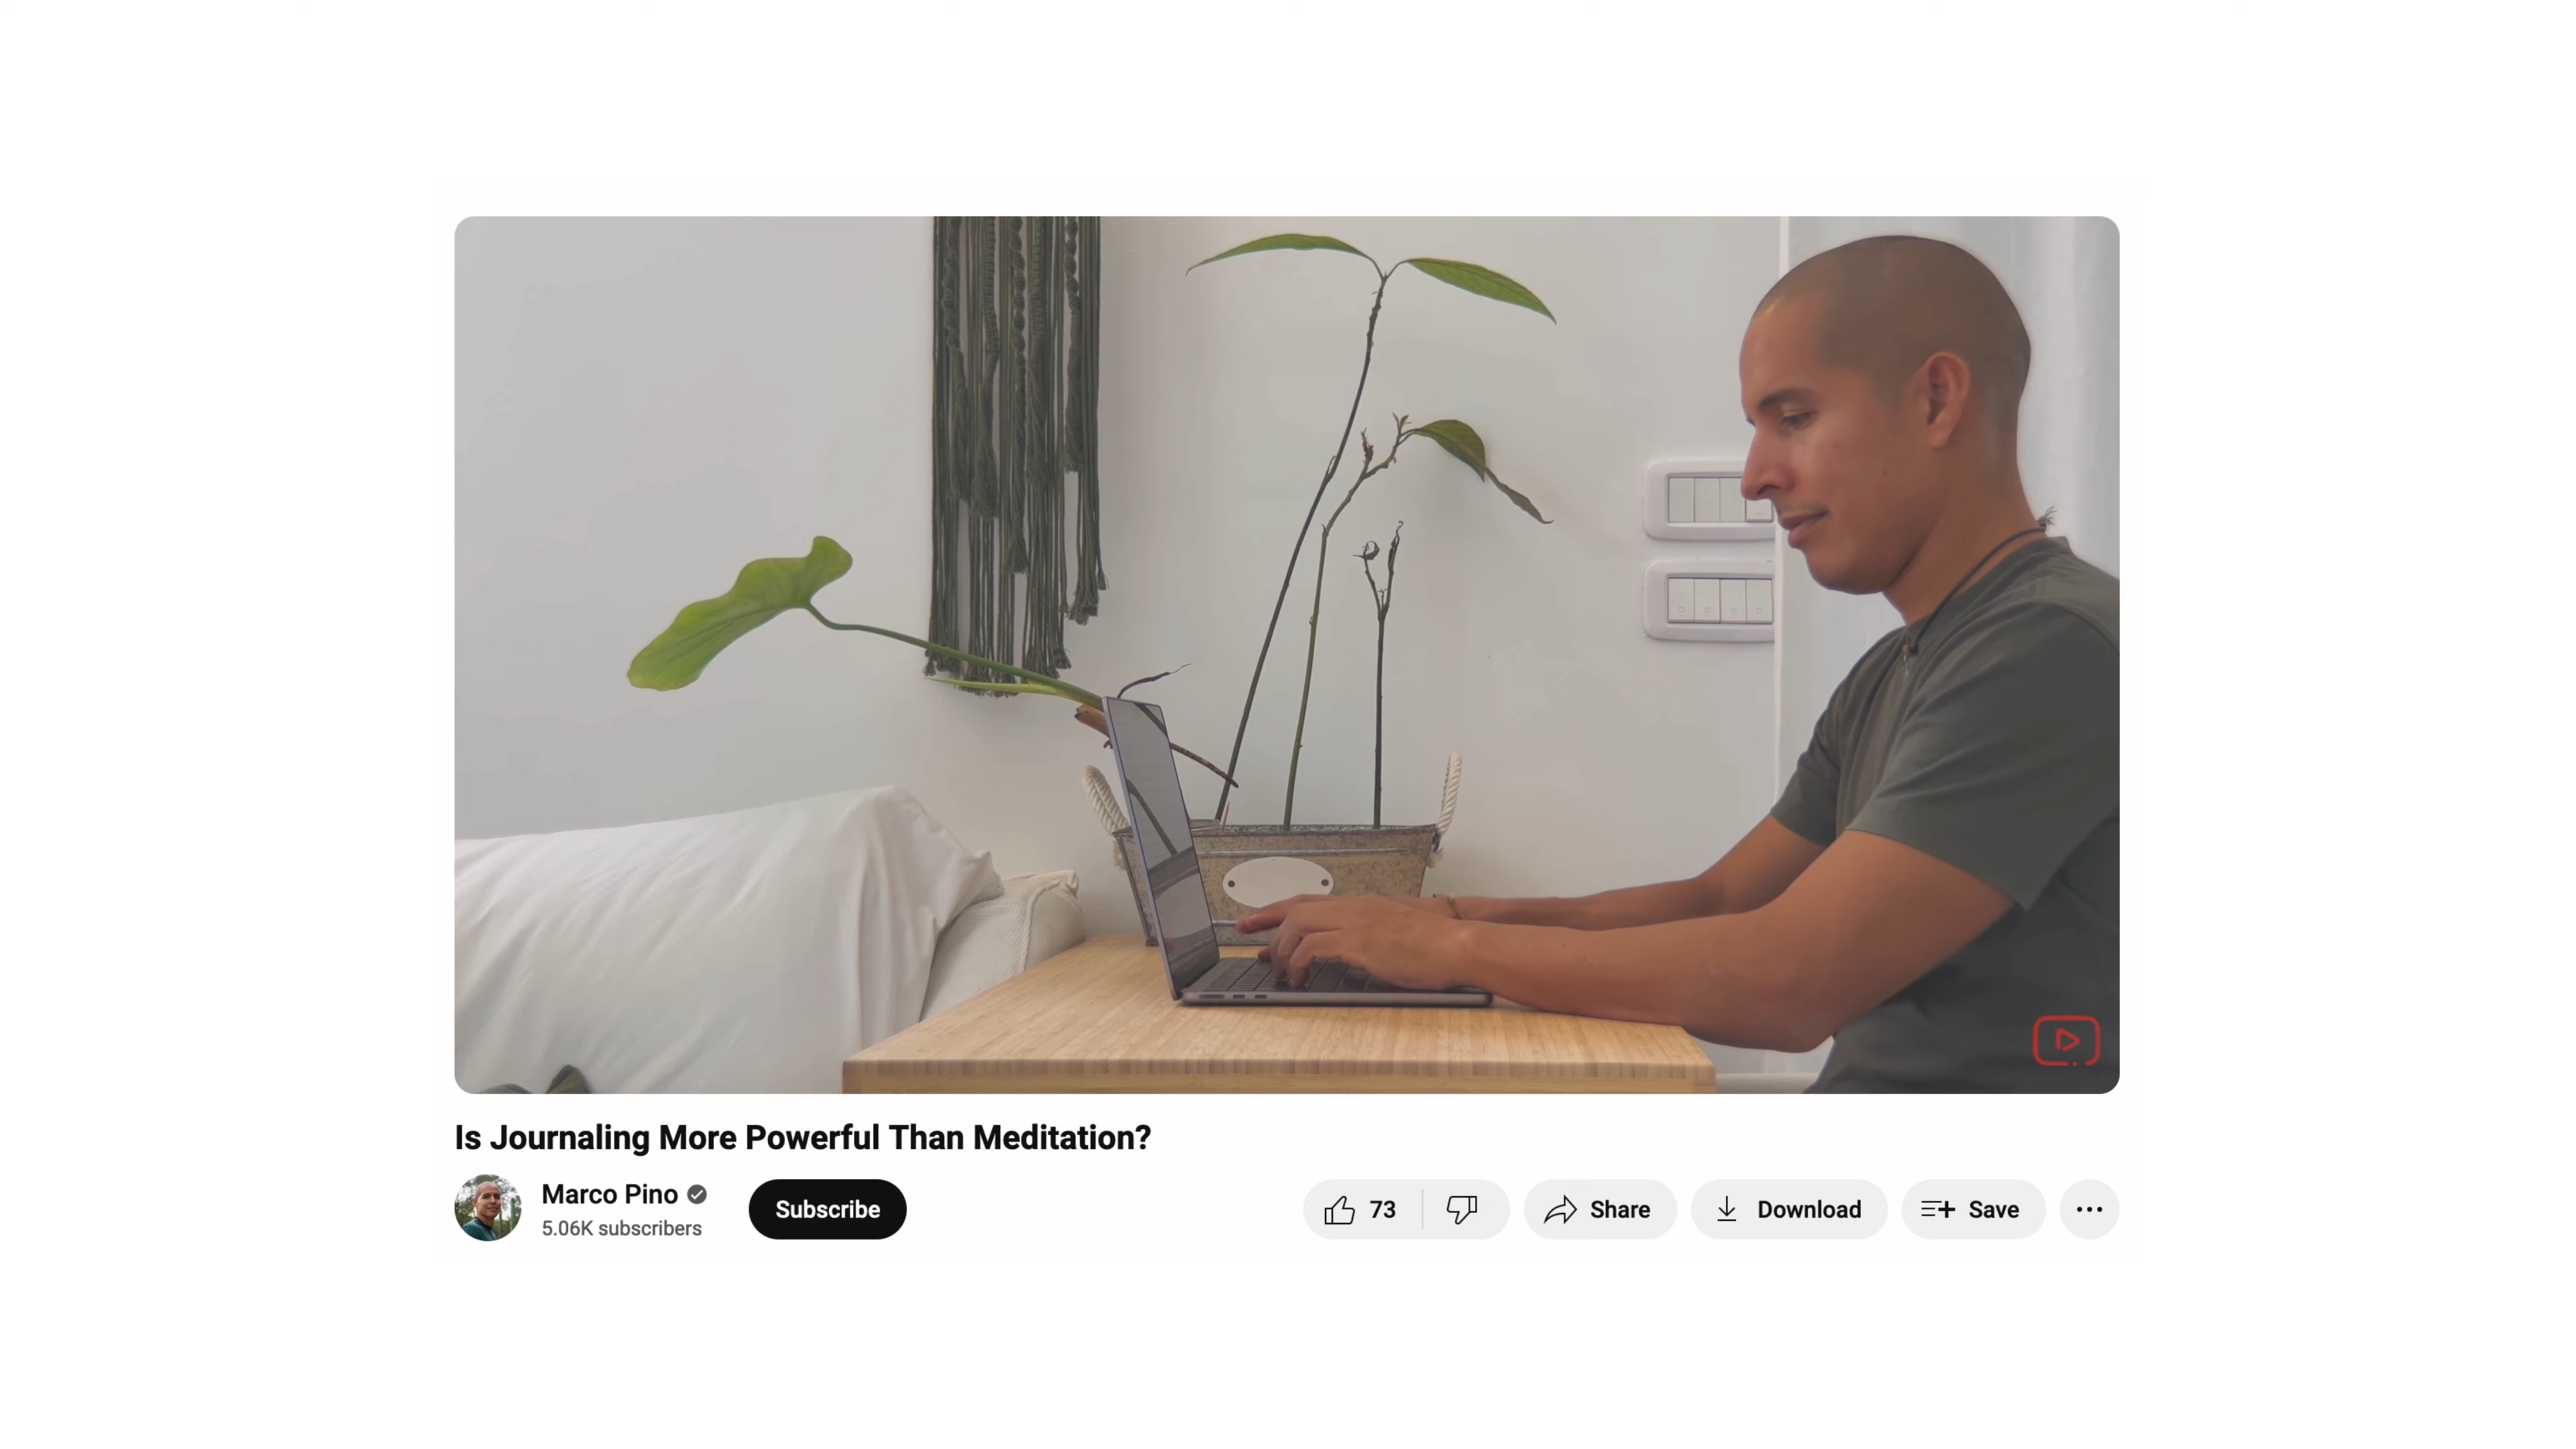 Is Journaling More Powerful Than Meditation?
Marco Pino
5.06K subscribers
Subscribe
73
Share
Download
Save